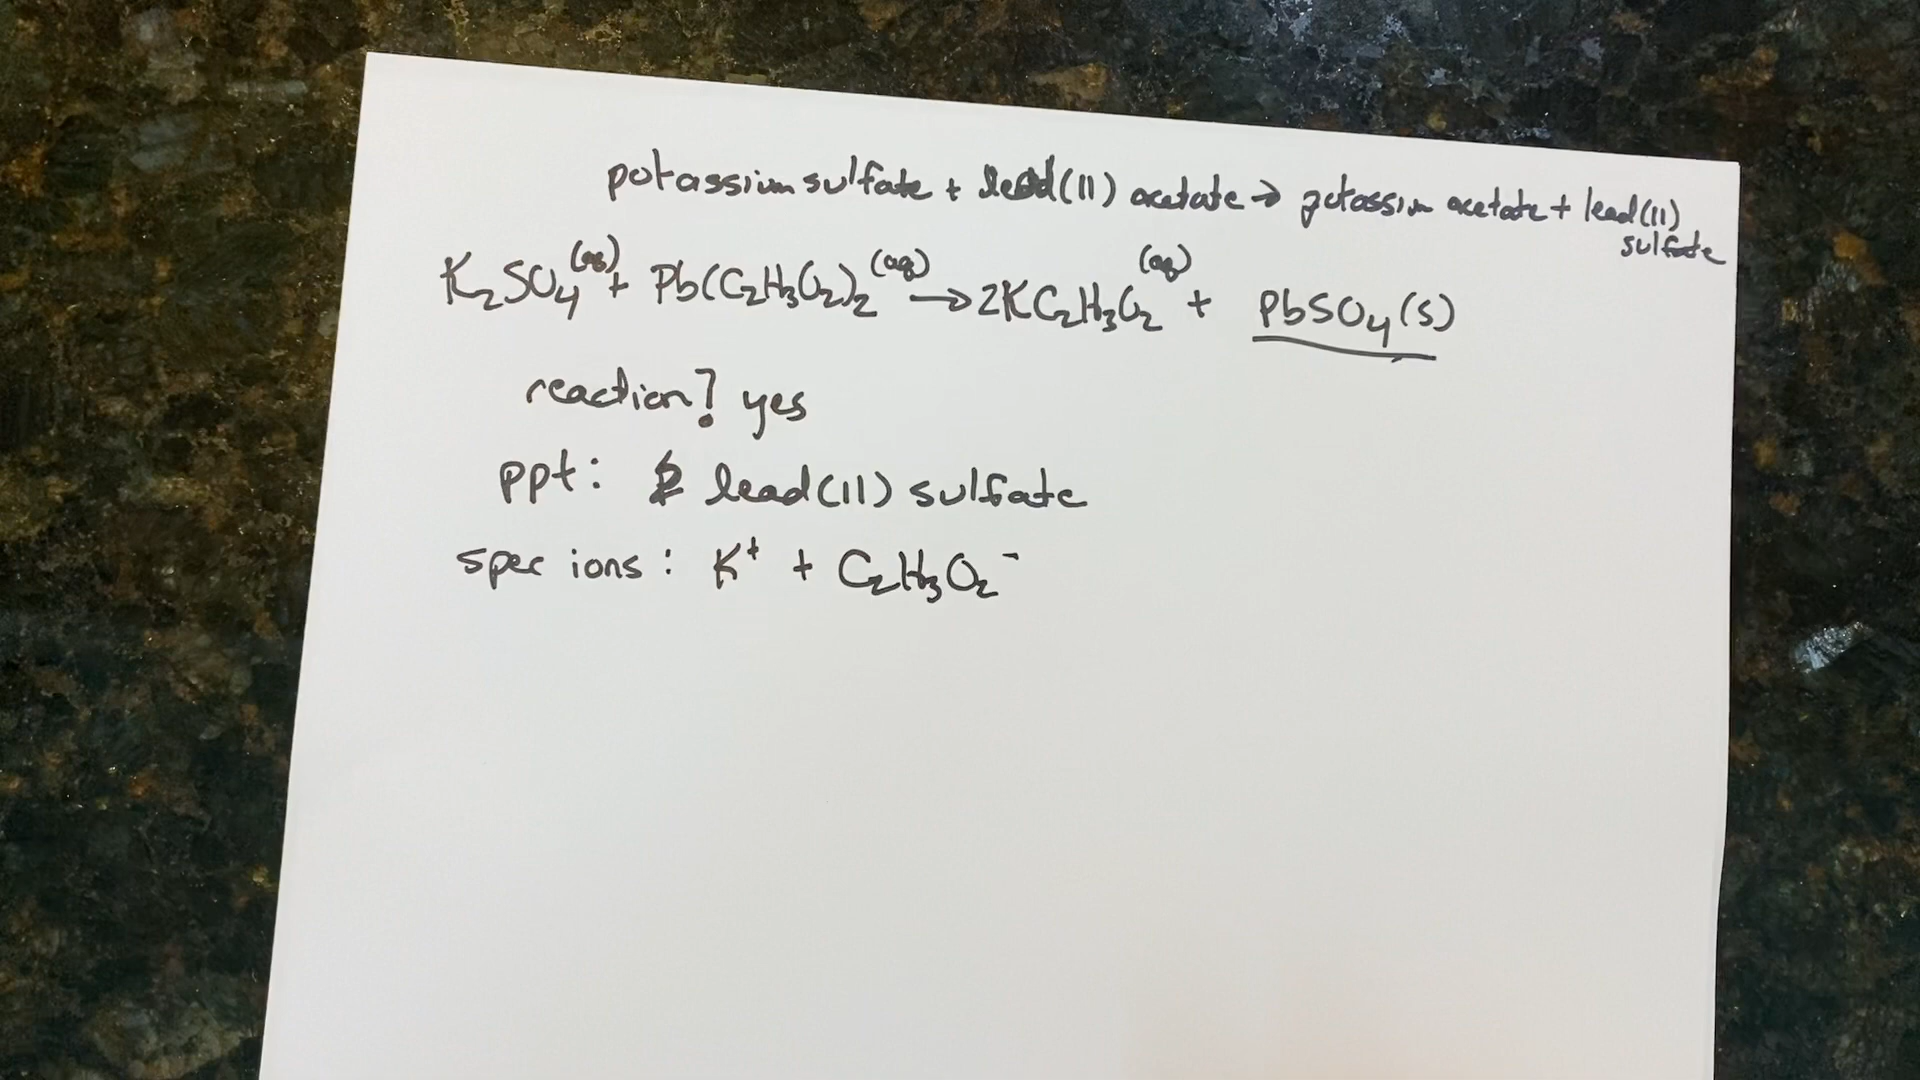 potassium sulfate + lead(II) acetate → potassium acetate + lead(II)
sulfate
K₂SO₄(aq) + Pb(C₂H₃O₂)₂(aq) → 2KC₂H₃O₂(aq) + PbSO₄(s)
reaction? yes
ppt: lead(II) sulfate
spec ions: K⁺ + C₂H₃O₂⁻